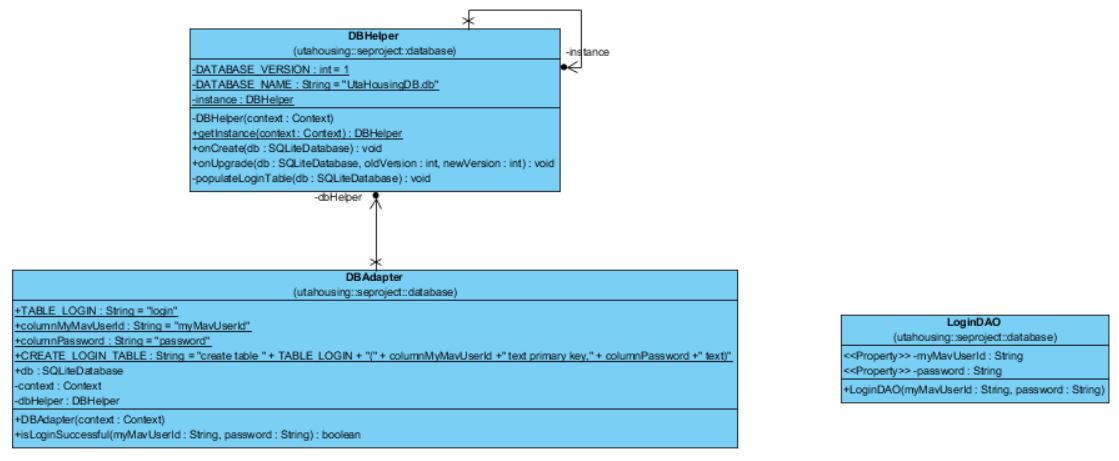 DBHelper
(utahousing::seproject::database)
-instance
-DATABASE_VERSION : int = 1
-DATABASE_NAME : String = "UtaHousingDB.db"
-instance : DBHelper
-DBHelper(context : Context)
+getInstance(context : Context) : DBHelper
+onCreate(db : SQLiteDatabase) : void
+onUpgrade(db : SQLiteDatabase, oldVersion : int, newVersion : int) : void
-populateLoginTable(db : SQLiteDatabase) : void
-dbHelper
DBAdapter
(utahousing::seproject::database)
+TABLE_LOGIN : String = "login"
+columnMyMavUserId : String = "myMavUserId"
+columnPassword : String = "password"
+CREATE_LOGIN_TABLE : String = "create table " + TABLE_LOGIN + "(" + columnMyMavUserId +" text primary key," + columnPassword +" text)"
+db : SQLiteDatabase
-context : Context
-dbHelper : DBHelper
+DBAdapter(context : Context)
+isLoginSuccessful(myMavUserId : String, password : String) : boolean
LoginDAO
(utahousing::seproject::database)
<<Property>> -myMavUserId : String
<<Property>> -password : String
+LoginDAO(myMavUserId : String, password : String)